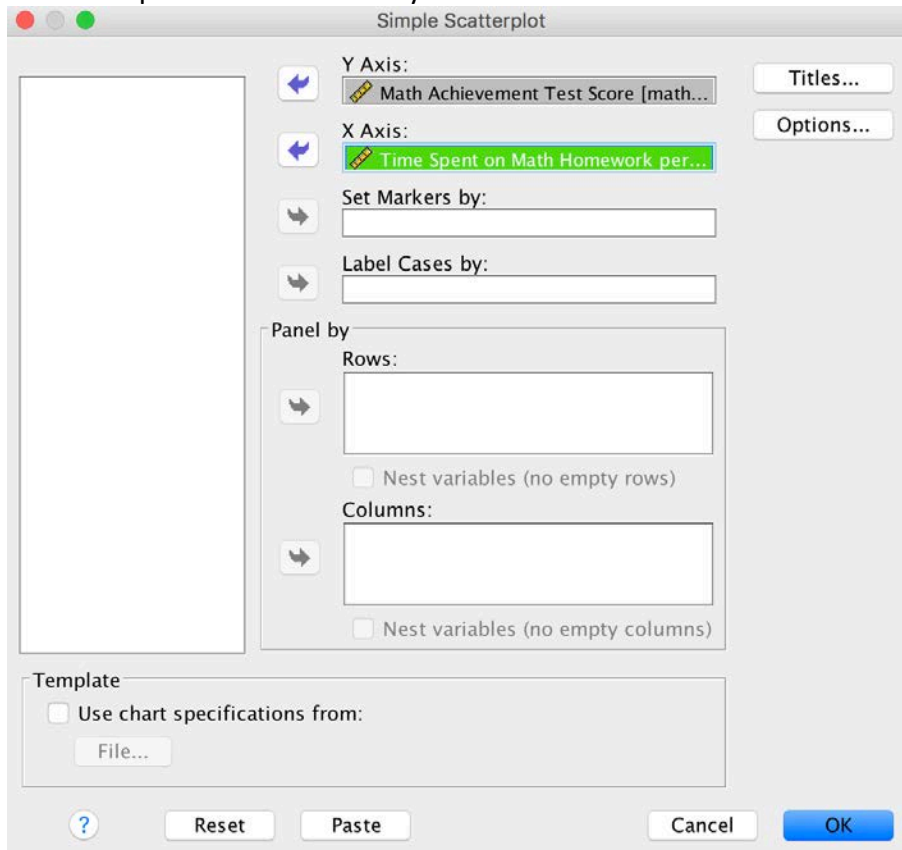 Simple Scatterplot
Y Axis:
Math Achievement Test Score [math...
Titles...
X Axis:
Time Spent on Math Homework per...
Options...
Set Markers by:
Label Cases by:
Panel by
Rows:
Nest variables (no empty rows)
Columns:
Nest variables (no empty columns)
Template
Use chart specifications from:
File...
?
Reset
Paste
Cancel
OK